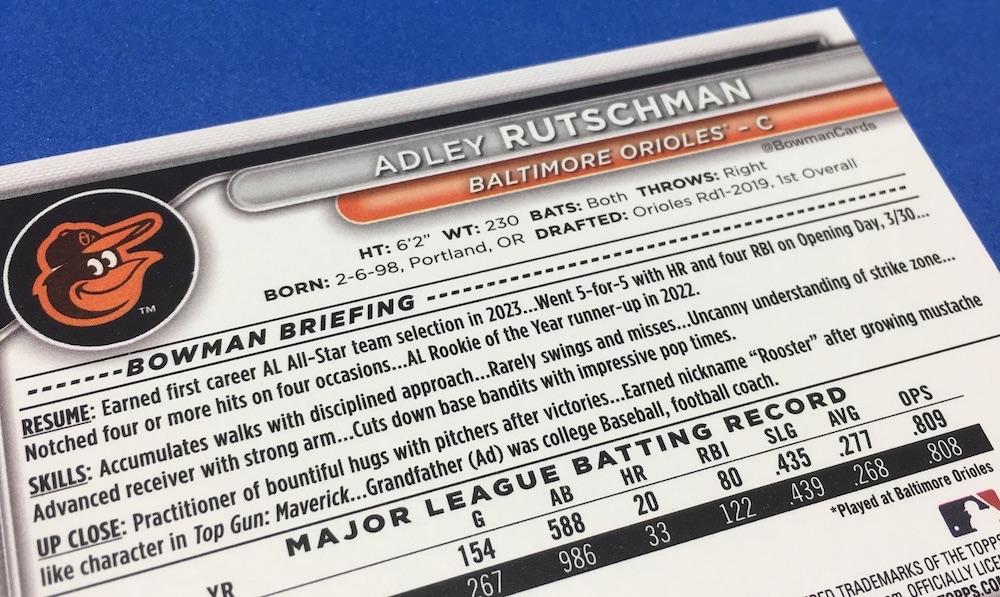 ADLEY RUTSCHMAN
BALTIMORE ORIOLES® – C
@BowmanCards
HT: 6'2" WT: 230 BATS: Both THROWS: Right
BORN: 2-6-98, Portland, OR DRAFTED: Orioles Rd1-2019, 1st Overall
BOWMAN BRIEFING
RESUME: Earned first career AL All-Star team selection in 2023...Went 5-for-5 with HR and four RBI on Opening Day, 3/30...
Notched four or more hits on four occasions...AL Rookie of the Year runner-up in 2022.
SKILLS: Accumulates walks with disciplined approach...Rarely swings and misses...Uncanny understanding of strike zone...
Advanced receiver with strong arm...Cuts down base bandits with impressive pop times.
UP CLOSE: Practitioner of bountiful hugs with pitchers after victories...Earned nickname “Rooster” after growing mustache
like character in Top Gun: Maverick...Grandfather (Ad) was college Baseball, football coach.
TM
MAJOR LEAGUE BATTING RECORD
YR G AB HR RBI SLG AVG OPS
154 588 20 80 .435 .277 .809
267 986 33 122 .439 .268 .808
*Played at Baltimore Orioles
TRADEMARKS OF THE TOPPS
OFFICIALLY